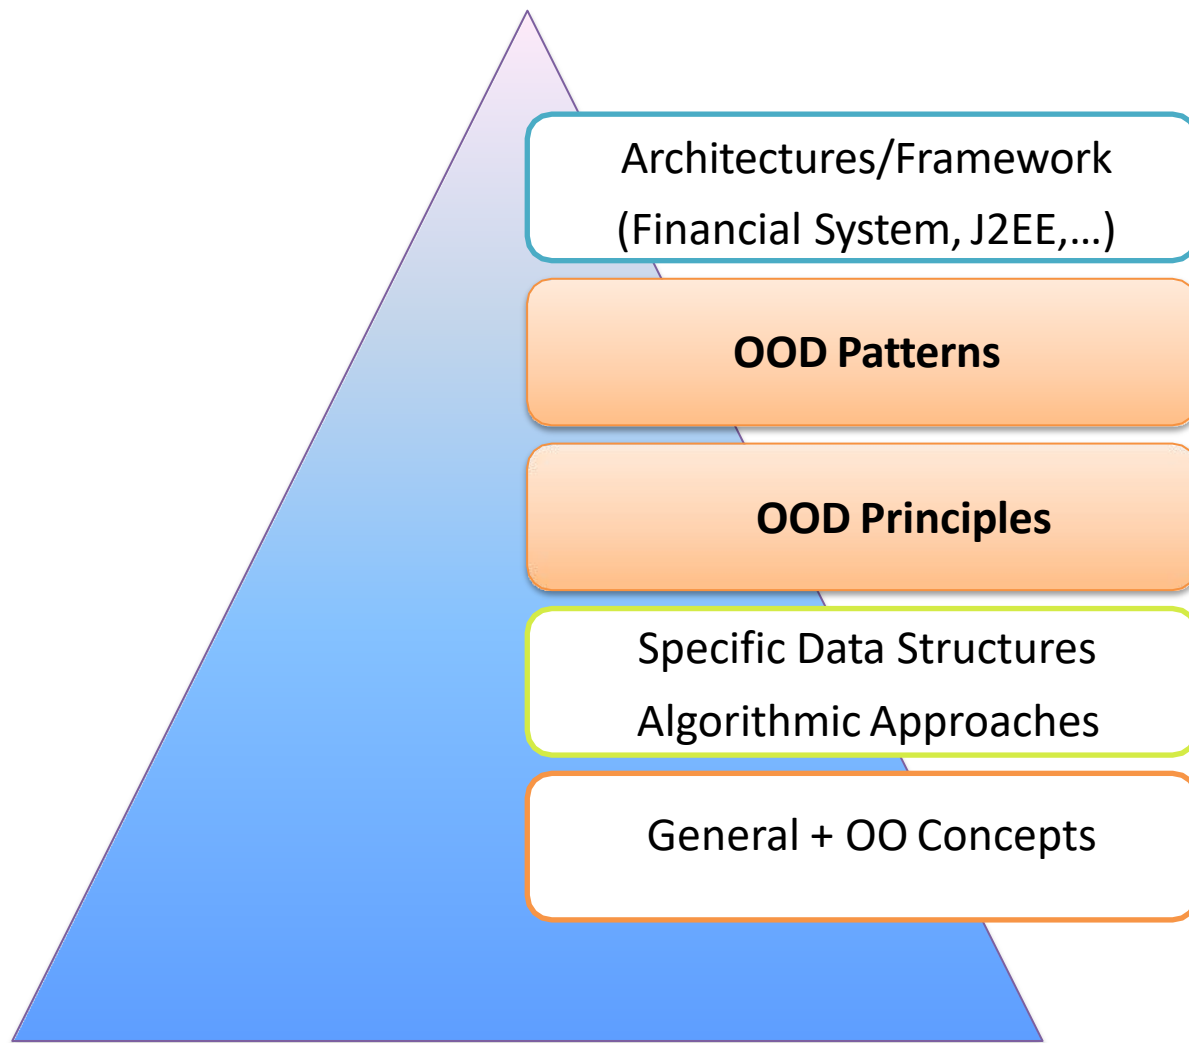 Architectures/Framework
(Financial System, J2EE,...)
OOD Patterns
OOD Principles
Specific Data Structures
Algorithmic Approaches
General + OO Concepts